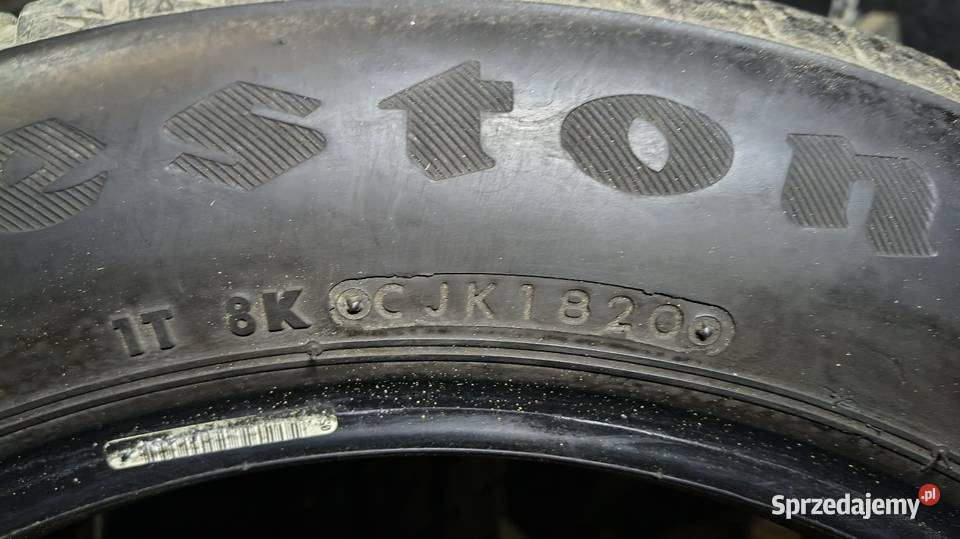 eston
1T 8K CJK1820
Sprzedajemy.pl